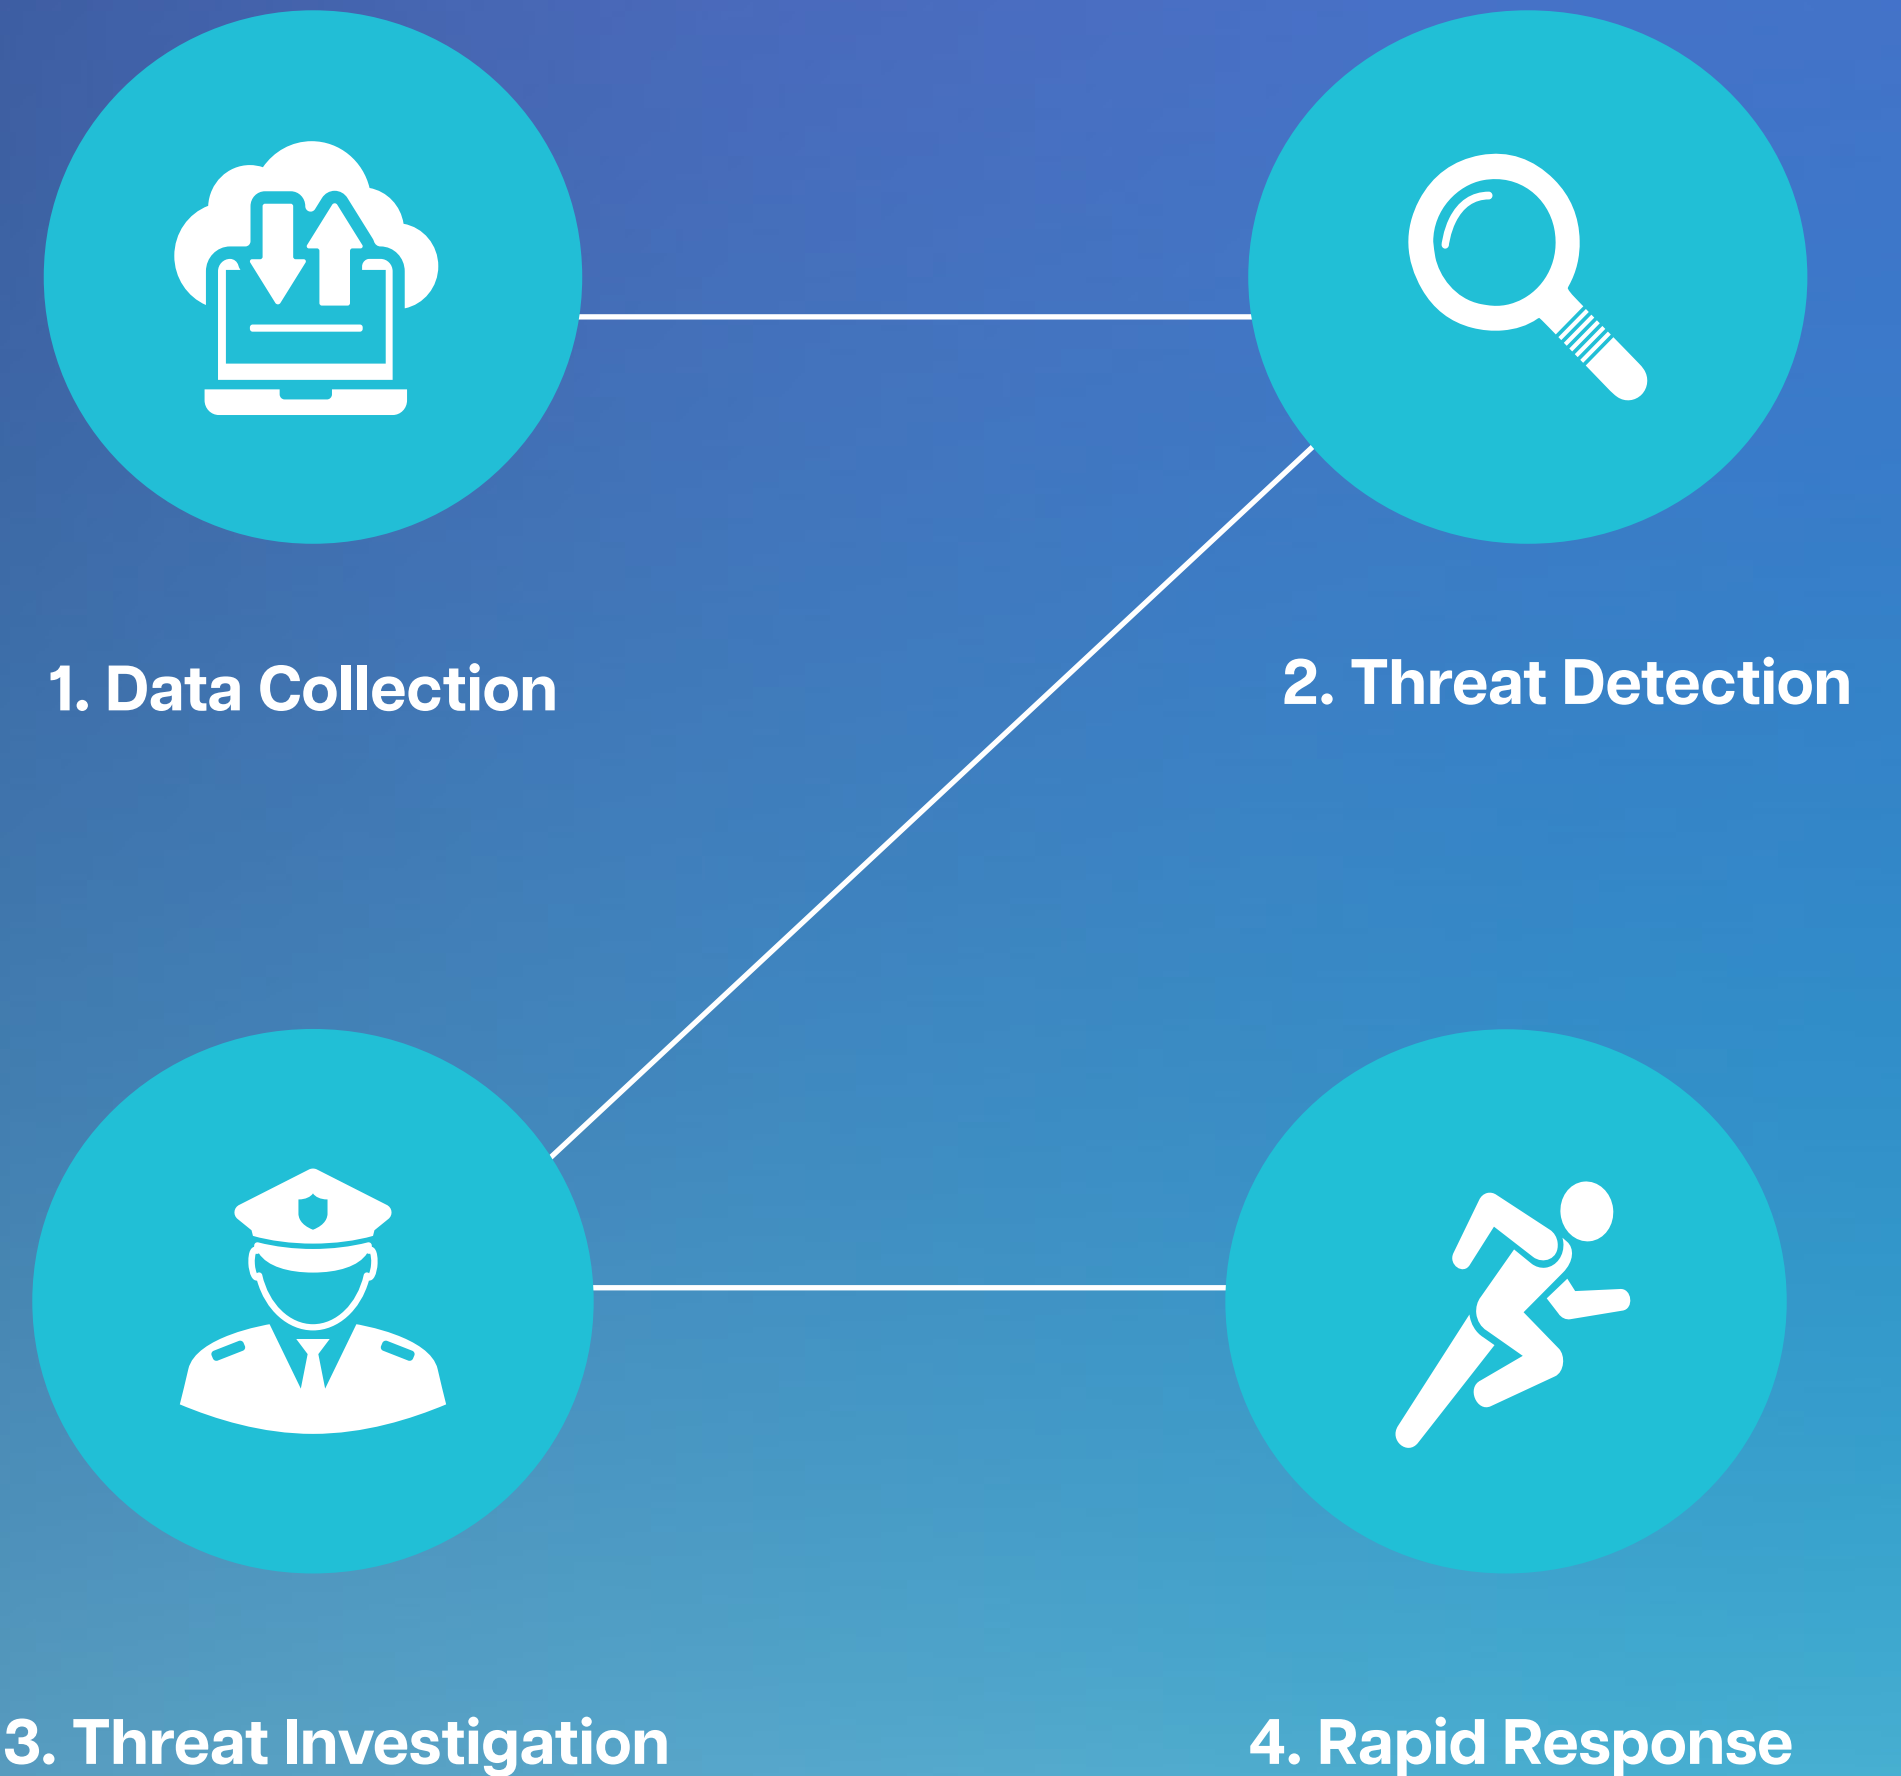 1. Data Collection
2. Threat Detection
3. Threat Investigation
4. Rapid Response